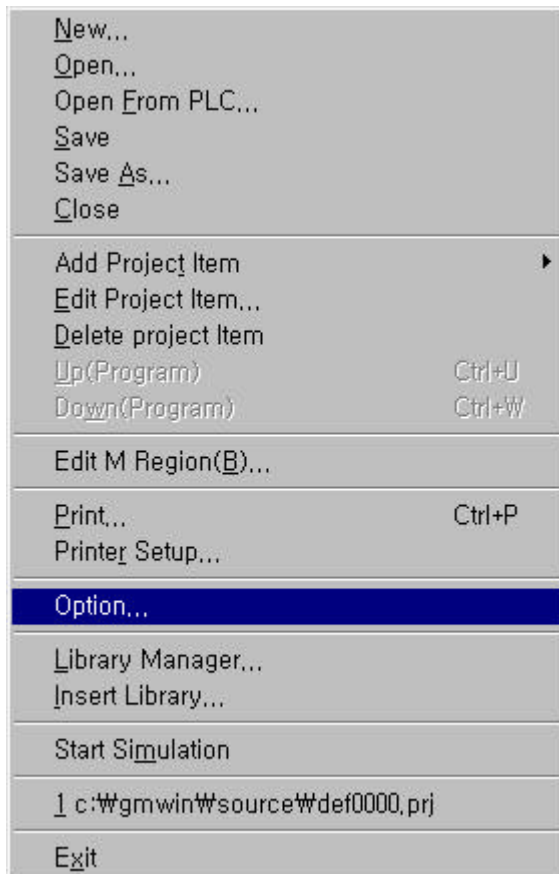 New...
Open...
Open From PLC...
Save
Save As...
Close
Add Project Item
Edit Project Item...
Delete project Item
Up(Program) Ctrl+U
Down(Program) Ctrl+W
Edit M Region(B)...
Print... Ctrl+P
Printer Setup...
Option...
Library Manager...
Insert Library...
Start Simulation
1 c:₩gmwin₩source₩def0000.prj
Exit